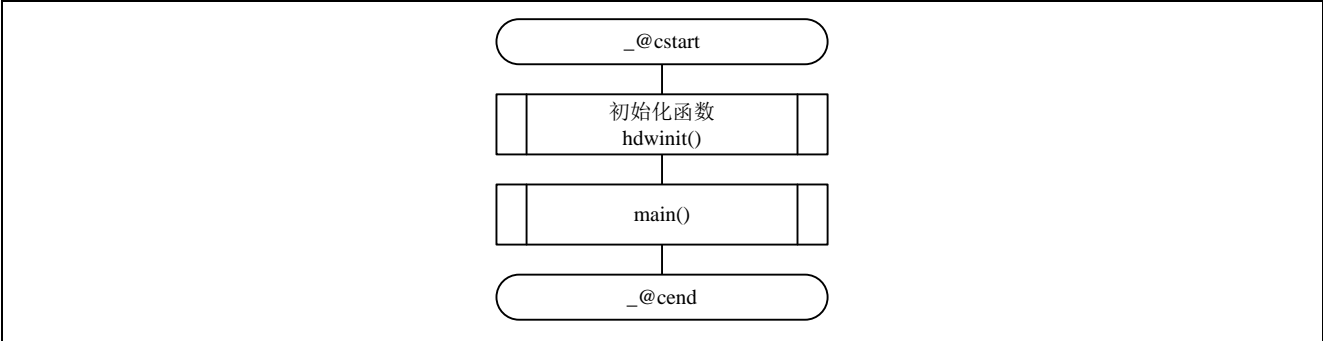 _@cstart
初始化函数
hdwinit()
main()
_@cend